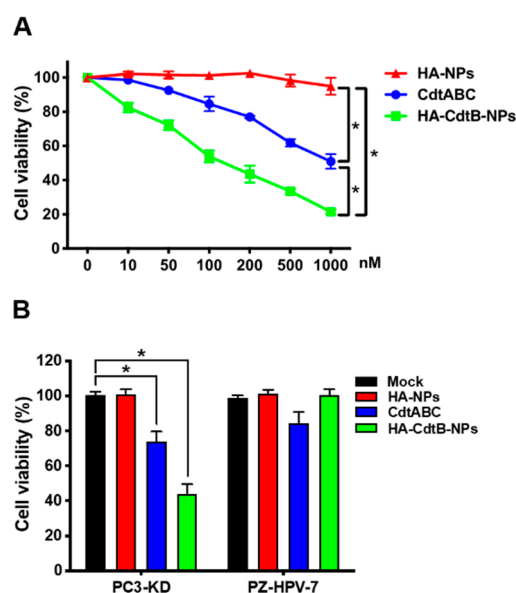 A
Cell viability (%)
100
80
60
40
20
0
0 10 50 100 200 500 1000 nM
HA-NPs
CdtABC
HA-CdtB-NPs
*
*
*
B
Cell viability (%)
120
100
80
60
40
20
0
*
*
PC3-KD PZ-HPV-7
Mock
HA-NPs
CdtABC
HA-CdtB-NPs